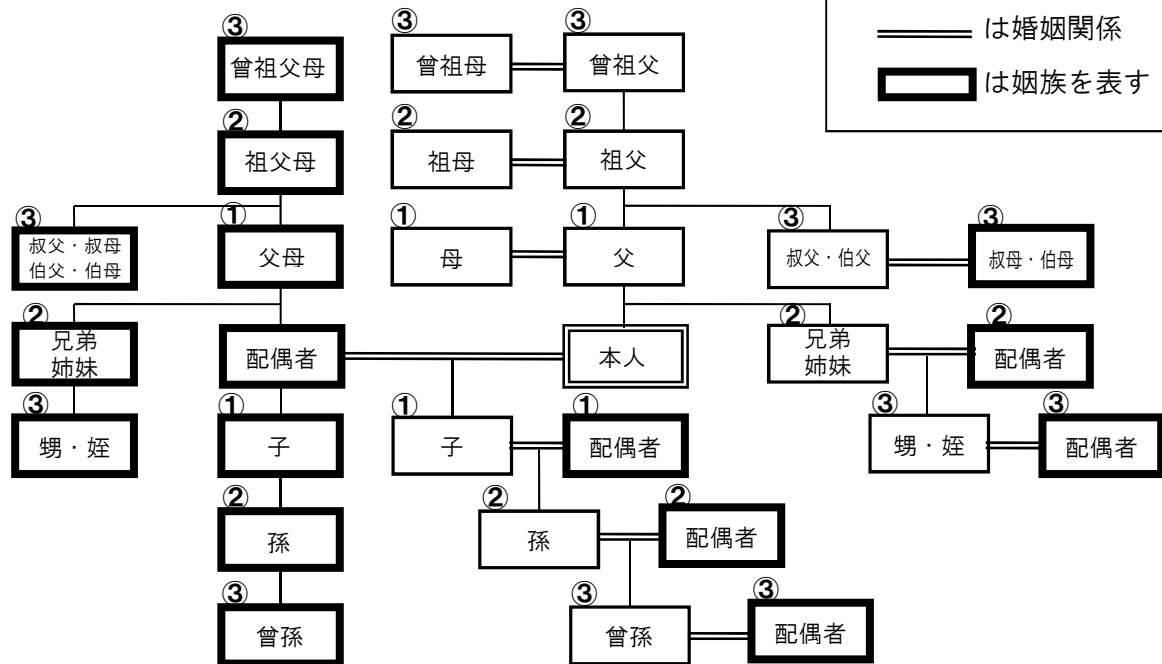 は婚姻関係
は姻族を表す
③ ③ ③
曾祖父母 曾祖母 曾祖父
② ② ②
祖父母 祖母 祖父
③ ① ① ① ③ ③
叔父・叔母
伯父・伯母
父母 母 父 叔父・伯父 叔母・伯母
② ② ②
兄弟
姉妹
配偶者 本人
兄弟
姉妹
配偶者
③ ① ① ① ③ ③
甥・姪 子 子 配偶者 甥・姪 配偶者
② ② ②
孫 孫 配偶者
③ ③ ③
曾孫 曾孫 配偶者